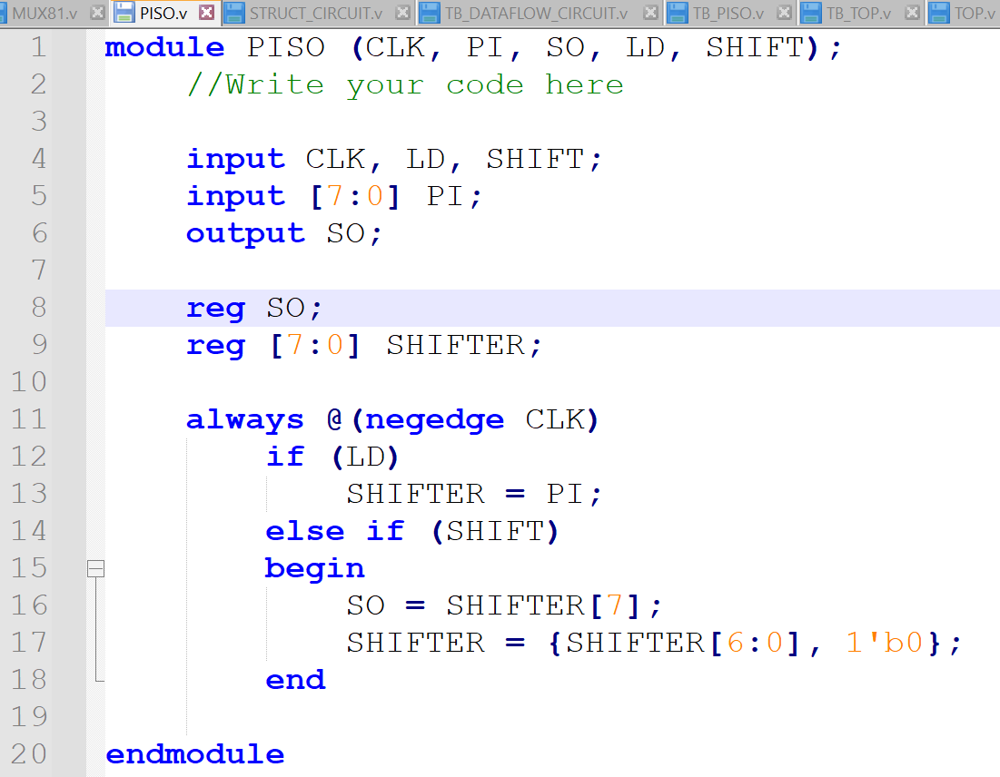 MUX81.v PISO.v STRUCT_CIRCUIT.v TB_DATAFLOW_CIRCUIT.v TB_PISO.v TB_TOP.v TOP.v
1 module PISO (CLK, PI, SO, LD, SHIFT);
2 //Write your code here
3
4 input CLK, LD, SHIFT;
5 input [7:0] PI;
6 output SO;
7
8 reg SO;
9 reg [7:0] SHIFTER;
10
11 always @(negedge CLK)
12 if (LD)
13 SHIFTER = PI;
14 else if (SHIFT)
15 begin
16 SO = SHIFTER[7];
17 SHIFTER = {SHIFTER[6:0], 1'b0};
18 end
19
20 endmodule